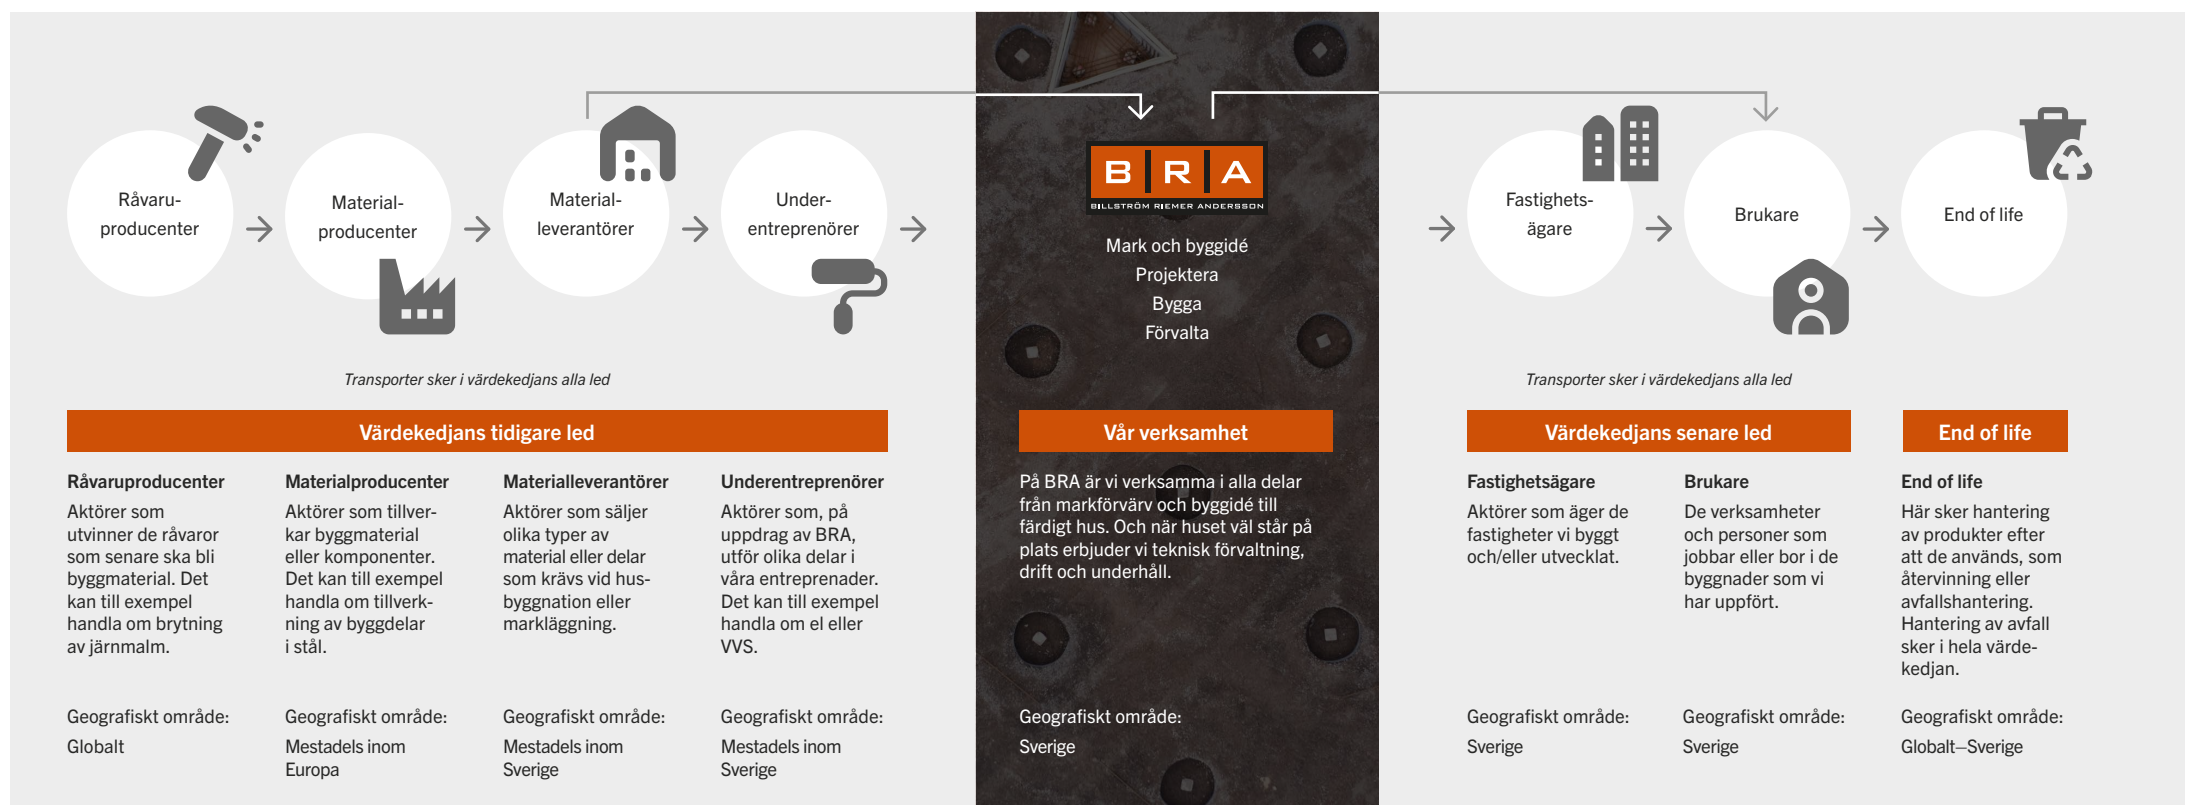 Råvaru-
producenter
Material-
producenter
Material-
leverantörer
Under-
entreprenörer
B|R|A
BILLSTRÖM RIEMER ANDERSSON
Mark och byggidé
Projektera
Bygga
Förvalta
Fastighets-
ägare
Brukare
End of life
Transporter sker i värdekedjans alla led
Transporter sker i värdekedjans alla led
Värdekedjans tidigare led
Vår verksamhet
Värdekedjans senare led
End of life
Råvaruproducenter
Aktörer som
utvinner de råvaror
som senare ska bli
byggmaterial. Det
kan till exempel
handla om brytning
av järnmalm.
Geografiskt område:
Globalt
Materialproducenter
Aktörer som tillver-
kar byggmaterial
eller komponenter.
Det kan till exempel
handla om tillverk-
ning av byggdelar
i stål.
Geografiskt område:
Mestadels inom
Europa
Materialleverantörer
Aktörer som säljer
olika typer av
material eller delar
som krävs vid hus-
byggnation eller
markläggning.
Geografiskt område:
Mestadels inom
Sverige
Underentreprenörer
Aktörer som, på
uppdrag av BRA,
utför olika delar i
våra entreprenader.
Det kan till exempel
handla om el eller
VVS.
Geografiskt område:
Mestadels inom
Sverige
På BRA är vi verksamma i alla delar
från markförvärv och byggidé till
färdigt hus. Och när huset väl står på
plats erbjuder vi teknisk förvaltning,
drift och underhåll.
Geografiskt område:
Sverige
Fastighetsägare
Aktörer som äger de
fastigheter vi byggt
och/eller utvecklat.
Geografiskt område:
Sverige
Brukare
De verksamheter
och personer som
jobbar eller bor i de
byggnader som vi
har uppfört.
Geografiskt område:
Sverige
End of life
Här sker hantering
av produkter efter
att de används, som
återvinning eller
avfallshantering.
Hantering av avfall
sker i hela värde-
kedjan.
Geografiskt område:
Globalt–Sverige